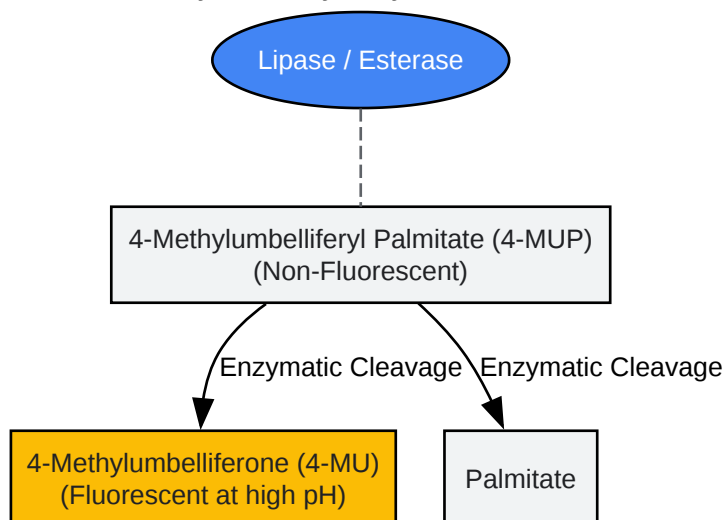 Lipase / Esterase
4-Methylumbelliferyl Palmitate (4-MUP)
(Non-Fluorescent)
Enzymatic Cleavage
Enzymatic Cleavage
4-Methylumbelliferone (4-MU)
(Fluorescent at high pH)
Palmitate